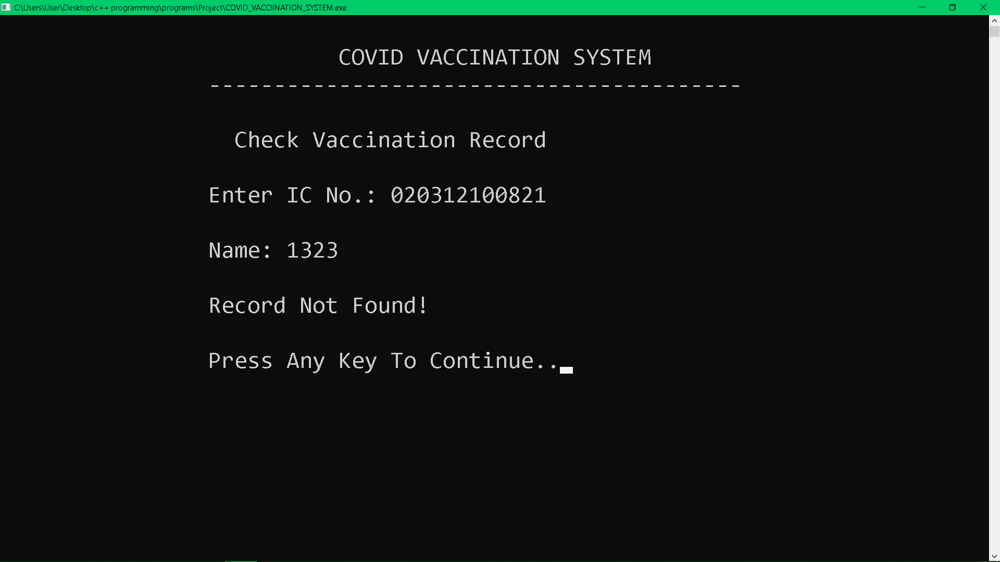 C:\Users\User\Desktop\c++ programming\programs\Project\COVID_VACCIINATION_SYSTEM.exe
COVID VACCINATION SYSTEM
-----------------------------------------
Check Vaccination Record
Enter IC No.: 020312100821
Name: 1323
Record Not Found!
Press Any Key To Continue..